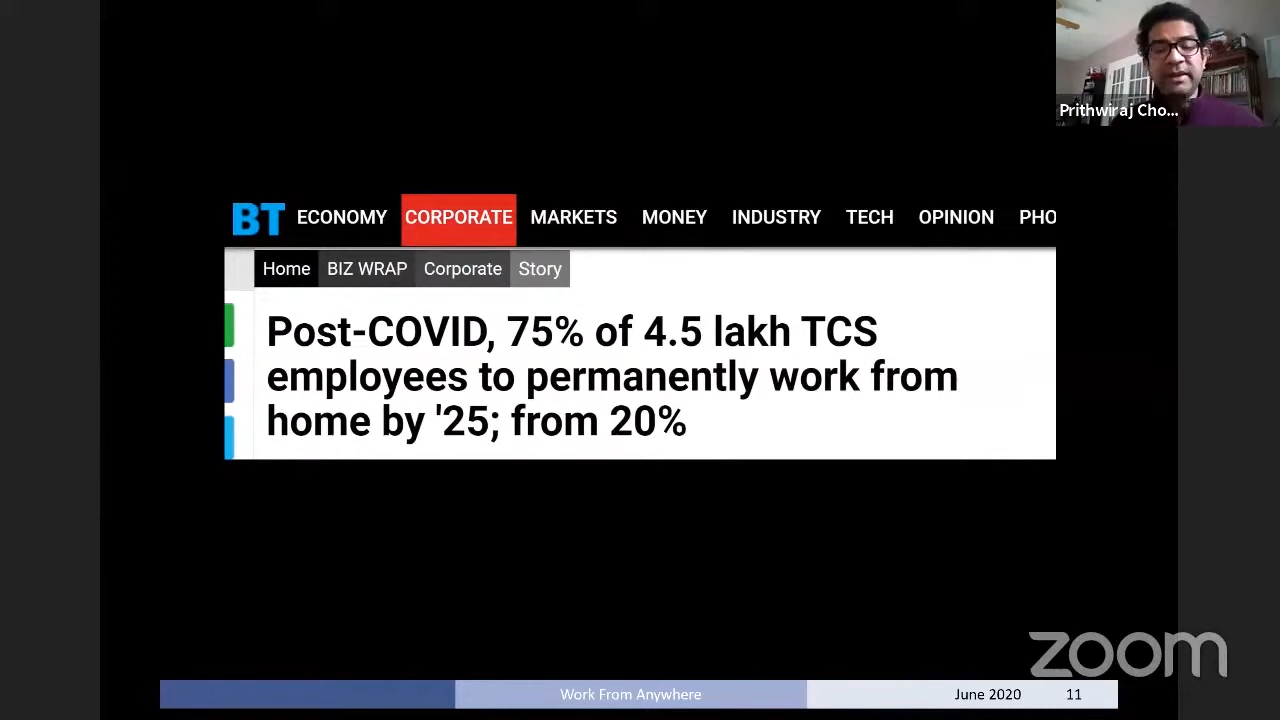 Prithwiraj Cho...
BT ECONOMY CORPORATE MARKETS MONEY INDUSTRY TECH OPINION PHO
Home BIZ WRAP Corporate Story
Post-COVID, 75% of 4.5 lakh TCS
employees to permanently work from
home by '25; from 20%
zoom
Work From Anywhere June 2020 11